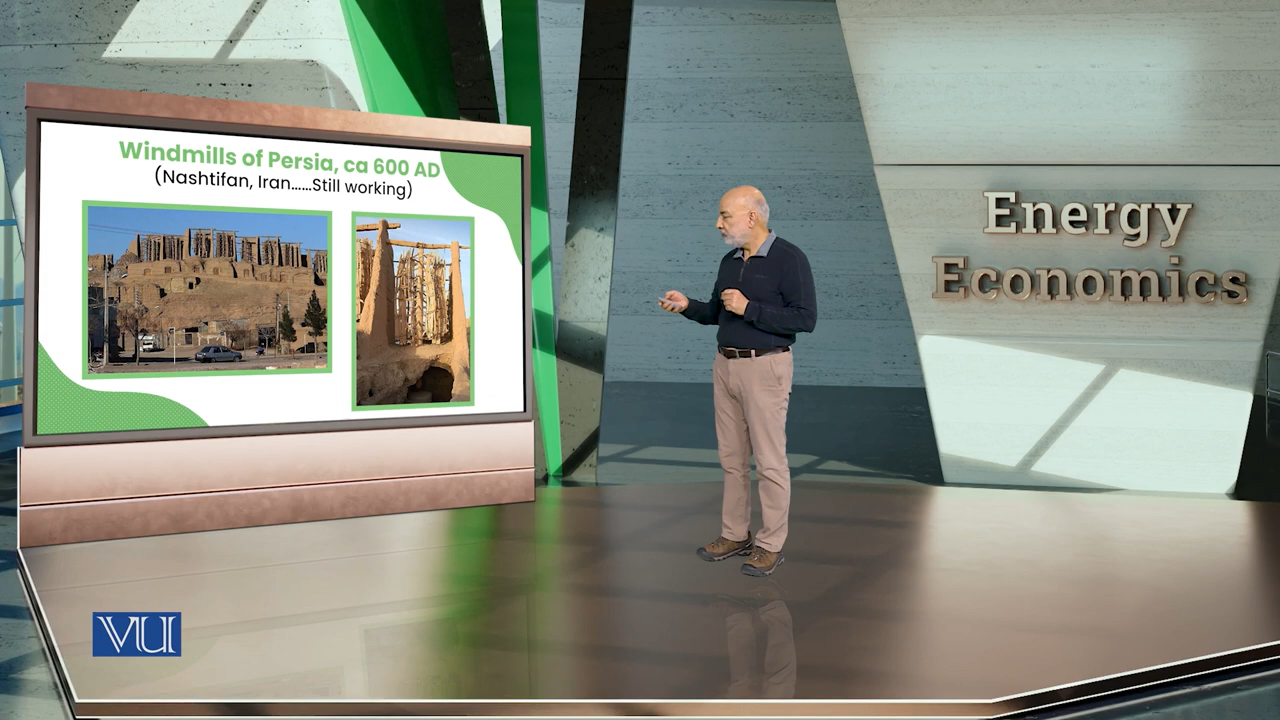 Windmills of Persia, ca 600 AD
(Nashtifan, Iran......Still working)
Energy
Economics
VU